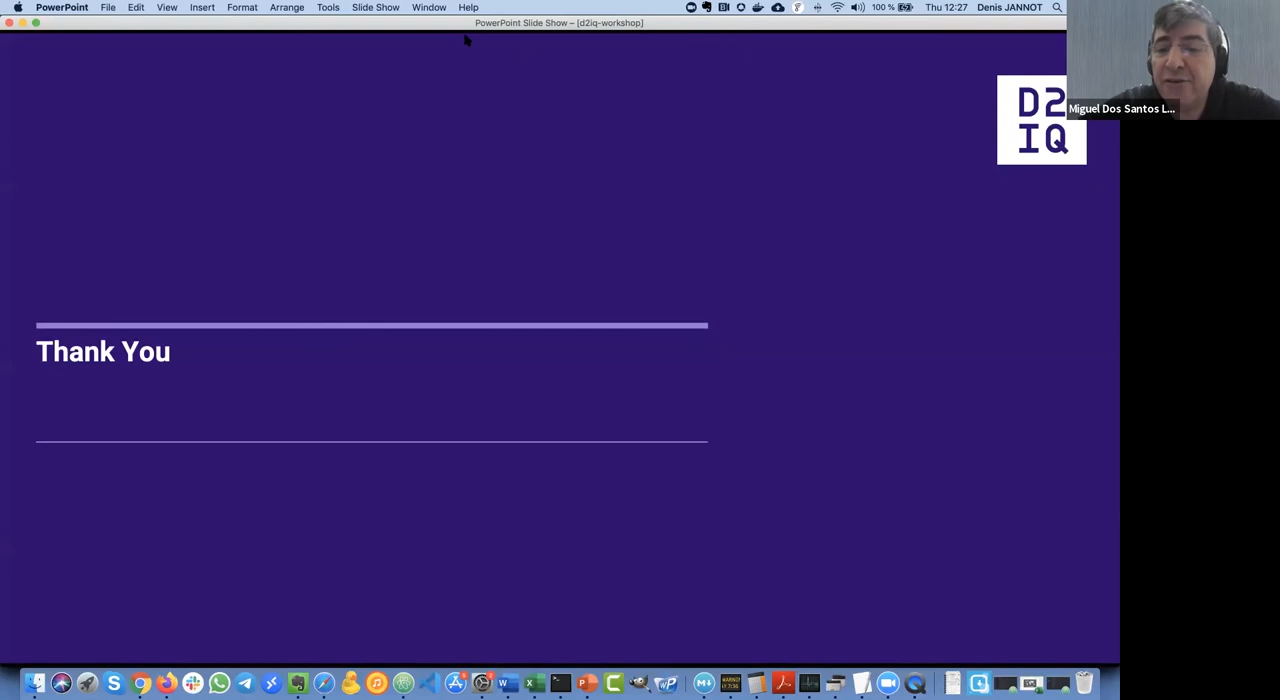 PowerPoint File Edit View Insert Format Arrange Tools Slide Show Window Help 100 % Thu 12:27 Denis JANNOT
PowerPoint Slide Show – [d2iq-workshop]
D2
IQ
Miguel Dos Santos L...
Thank You